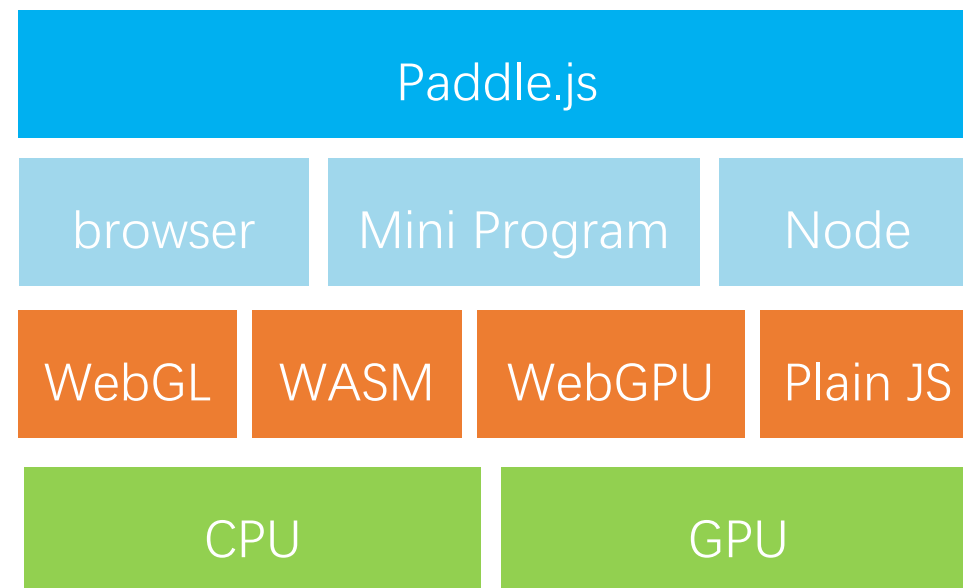 Paddle.js
browser Mini Program Node
WebGL WASM WebGPU Plain JS
CPU GPU